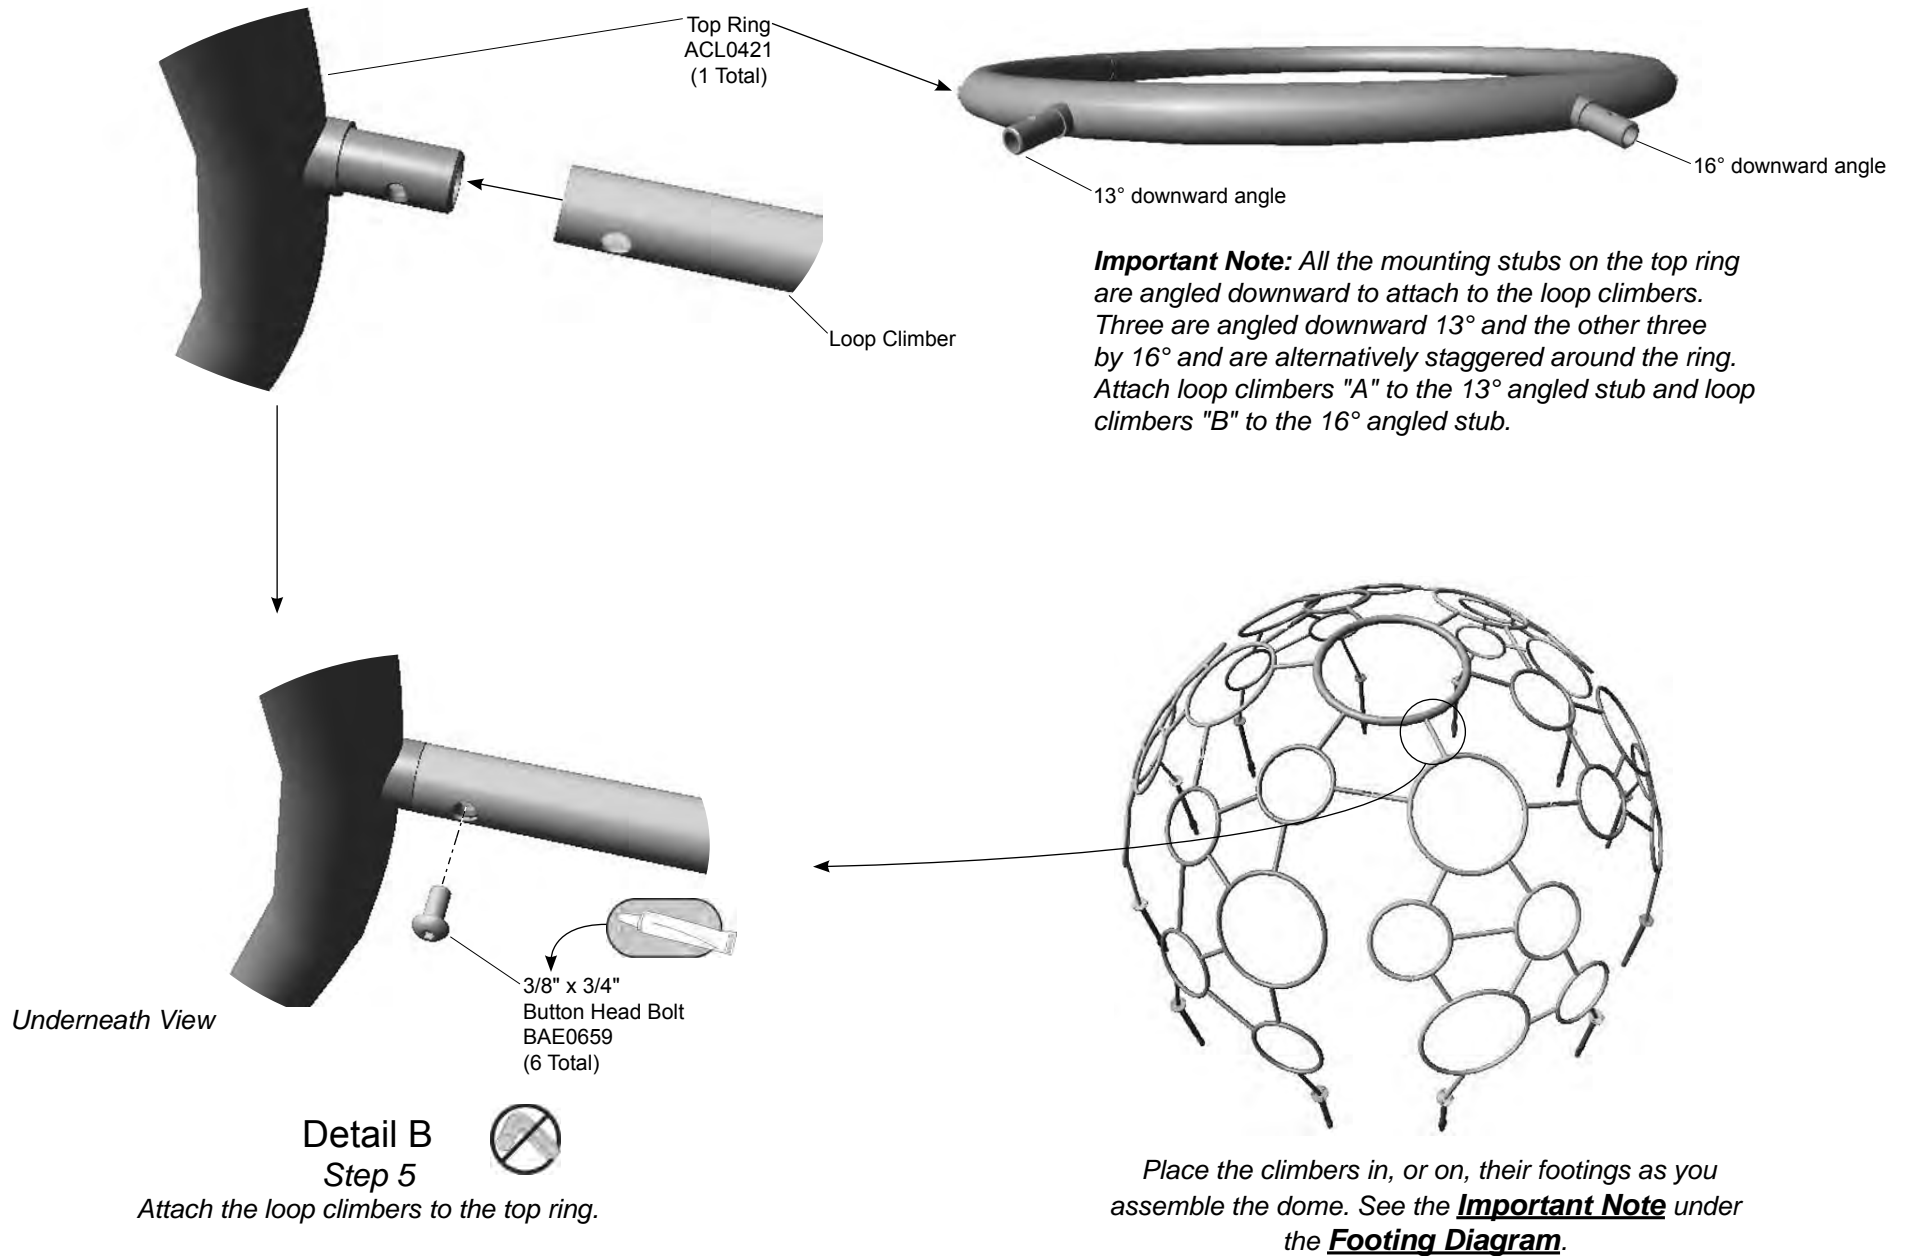 Top Ring
ACL0421
(1 Total)
16° downward angle
13° downward angle
Important Note: All the mounting stubs on the top ring
are angled downward to attach to the loop climbers.
Three are angled downward 13° and the other three
by 16° and are alternatively staggered around the ring.
Attach loop climbers "A" to the 13° angled stub and loop
climbers "B" to the 16° angled stub.
Loop Climber
3/8" x 3/4"
Button Head Bolt
BAE0659
(6 Total)
Underneath View
Detail B
Step 5
Attach the loop climbers to the top ring.
Place the climbers in, or on, their footings as you
assemble the dome. See the Important Note under
the Footing Diagram.